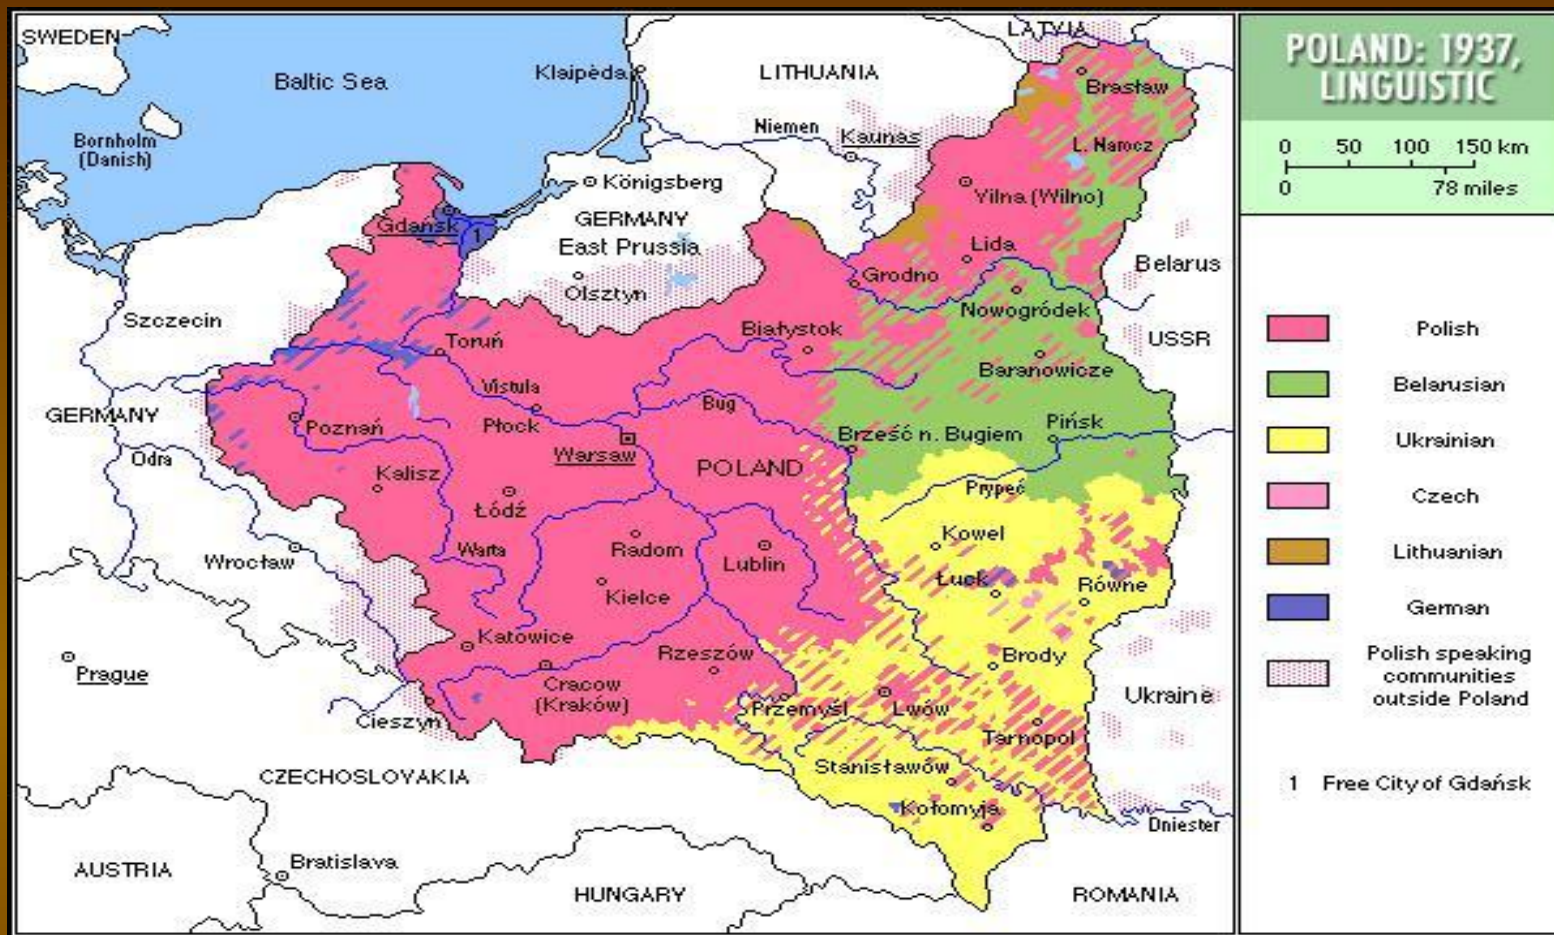 SWEDEN
Baltic Sea
Bornholm
(Danish)
Klaipèda
LITHUANIA
LATVIA
Brasław
Niemen
Kaunas
L. Narocz
Königsberg
Vilna (Wilno)
GERMANY
East Prussia
Gdańsk
1
Lida
Grodno
Belarus
Olsztyn
Nowogródek
Szczecin
Białystok
USSR
Toruń
Baranowicze
Vistula
Bug
GERMANY
Poznań
Płock
Brześć n. Bugiem
Pińsk
Warsaw
Odra
POLAND
Kalisz
Prypeć
Łódź
Kowel
Warta
Radom
Lublin
Wrocław
Łuck
Równe
Kielce
Katowice
Rzeszów
Brody
Prague
Cracow
(Kraków)
Ukraine
Przemyśl
Lwów
Cieszyn
Tarnopol
CZECHOSLOVAKIA
Stanisławów
Kołomyja
Dniester
AUSTRIA
Bratislava
HUNGARY
ROMANIA
POLAND: 1937,
LINGUISTIC
0 50 100 150 km
0 78 miles
Polish
Belarusian
Ukrainian
Czech
Lithuanian
German
Polish speaking
communities
outside Poland
1 Free City of Gdańsk